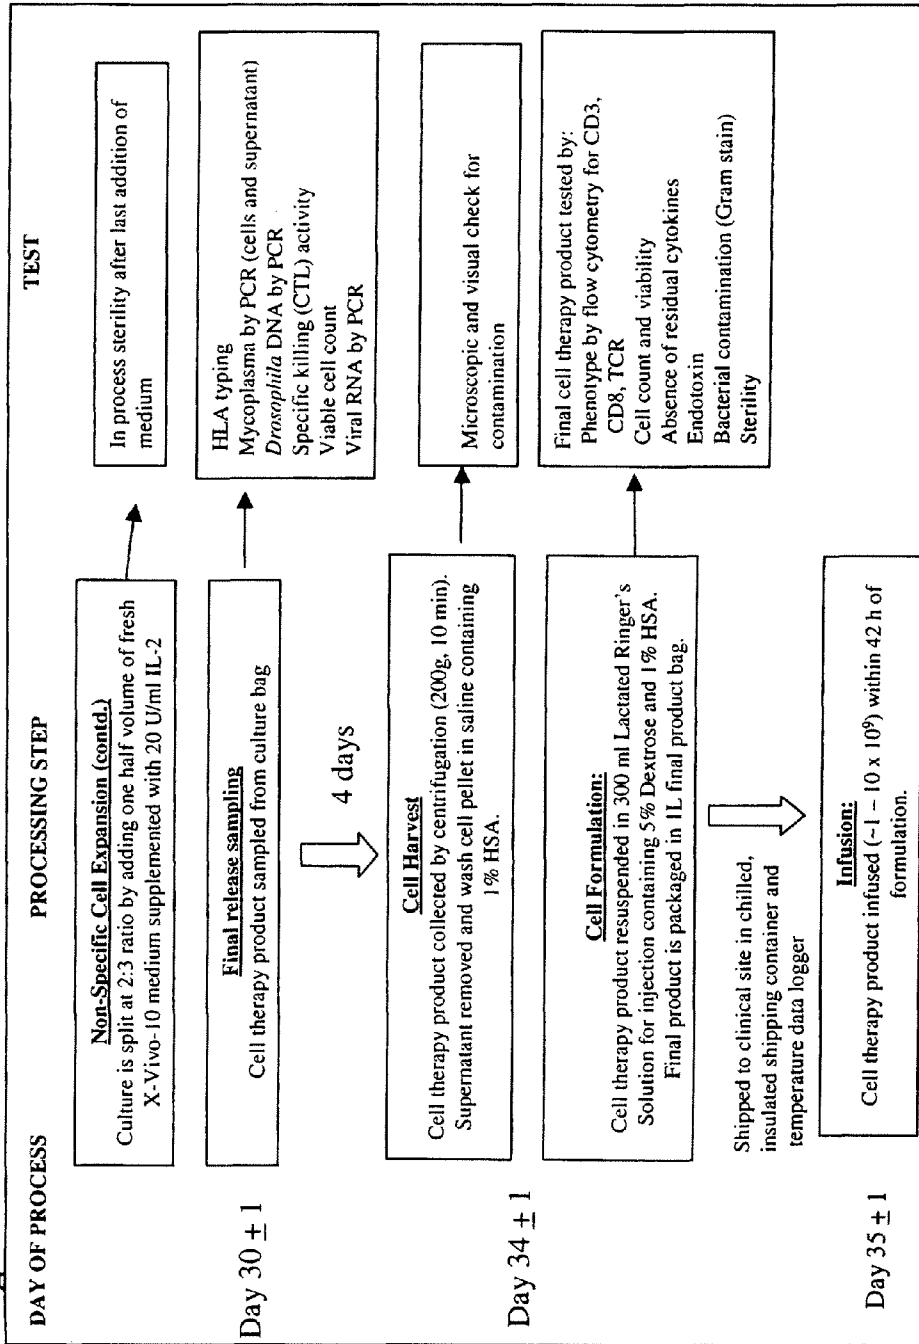 DAY OF PROCESS
PROCESSING STEP
TEST
Non-Specific Cell Expansion (contd.)
Culture is split at 2:3 ratio by adding one half volume of fresh
X-Vivo-10 medium supplemented with 20 U/ml IL-2
In process sterility after last addition of
medium
Day 30 ± 1
Final release sampling
Cell therapy product sampled from culture bag
HLA typing
Mycoplasma by PCR (cells and supernatant)
Drosophila DNA by PCR
Specific killing (CTL) activity
Viable cell count
Viral RNA by PCR
4 days
Day 34 ± 1
Cell Harvest
Cell therapy product collected by centrifugation (200g, 10 min).
Supernatant removed and wash cell pellet in saline containing
1% HSA.
Microscopic and visual check for
contamination
Cell Formulation:
Cell therapy product resuspended in 300 ml Lactated Ringer's
Solution for injection containing 5% Dextrose and 1% HSA.
Final product is packaged in 1L final product bag.
Final cell therapy product tested by:
Phenotype by flow cytometry for CD3,
CD8, TCR
Cell count and viability
Absence of residual cytokines
Endotoxin
Bacterial contamination (Gram stain)
Sterility
Shipped to clinical site in chilled,
insulated shipping container and
temperature data logger
Day 35 ± 1
Infusion:
Cell therapy product infused (~1 – 10 x 10⁹) within 42 h of
formulation.